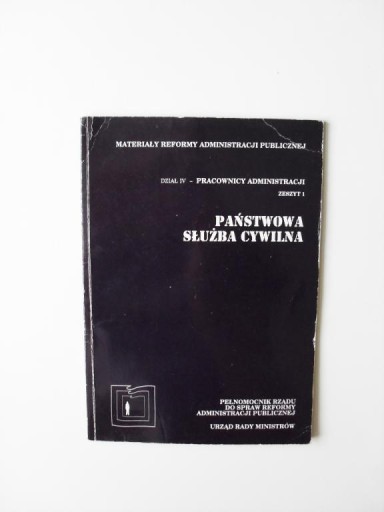 MATERIAŁY REFORMY ADMINISTRACJI PUBLICZNEJ
DZIAŁ IV – PRACOWNICY ADMINISTRACJI
ZESZYT 1
PAŃSTWOWA
SŁUŻBA CYWILNA
PEŁNOMOCNIK RZĄDU
DO SPRAW REFORMY
ADMINISTRACJI PUBLICZNEJ
URZĄD RADY MINISTRÓW